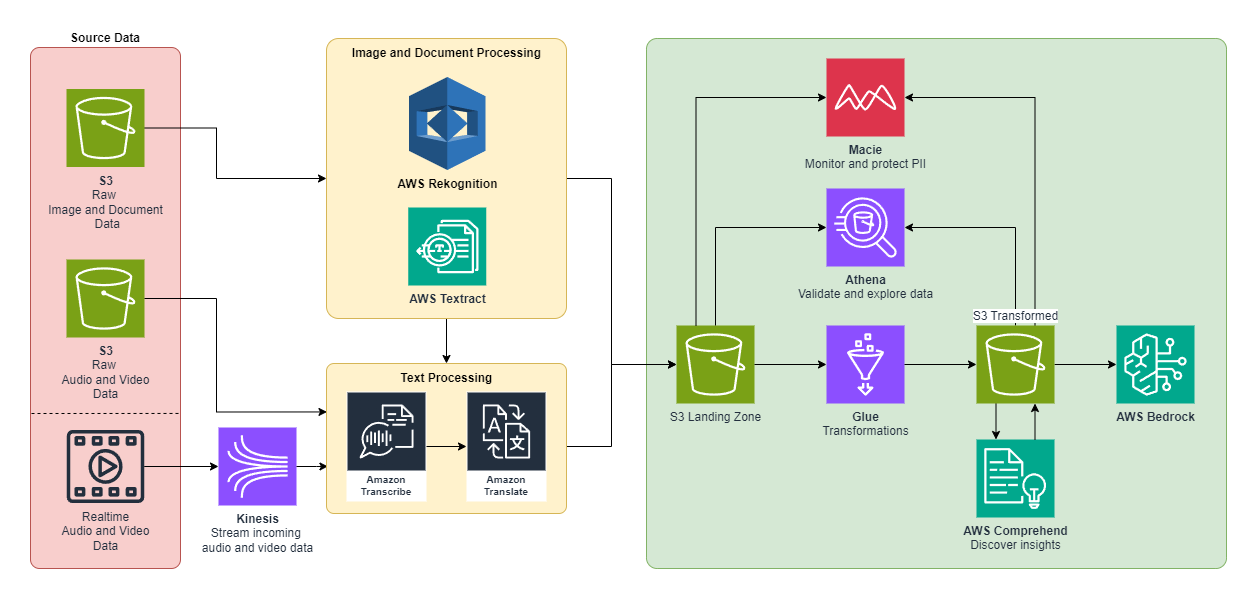 Source Data
S3
Raw
Image and Document
Data
S3
Raw
Audio and Video
Data
Realtime
Audio and Video
Data
Kinesis
Stream incoming
audio and video data
Image and Document Processing
AWS Rekognition
AWS Textract
Text Processing
Amazon
Transcribe
A
文
Amazon
Translate
Macie
Monitor and protect PII
Athena
Validate and explore data
S3 Landing Zone
Glue
Transformations
S3 Transformed
AWS Bedrock
AWS Comprehend
Discover insights